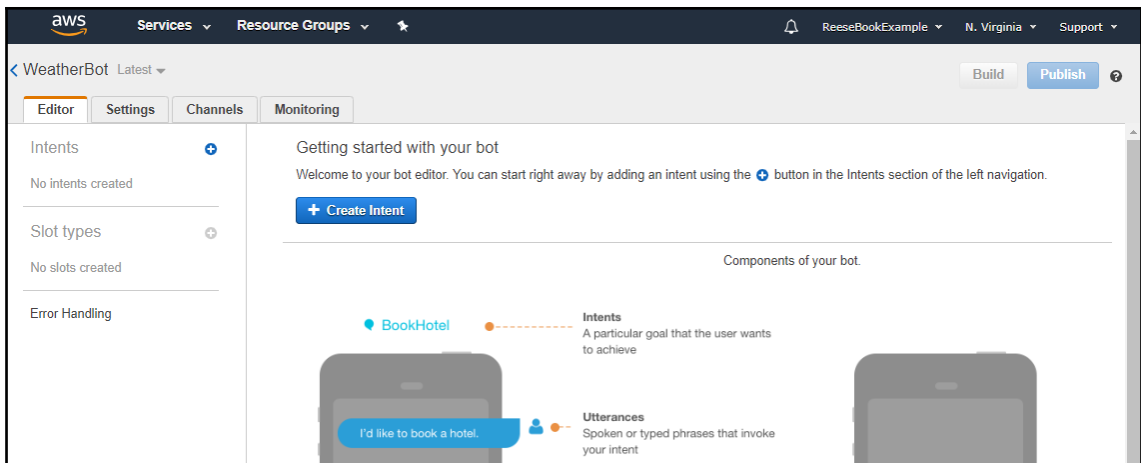 aws Services Resource Groups ReeseBookExample N. Virginia Support
WeatherBot Latest Build Publish ?
Editor Settings Channels Monitoring
Intents
No intents created
Slot types
No slots created
Error Handling
Getting started with your bot
Welcome to your bot editor. You can start right away by adding an intent using the + button in the Intents section of the left navigation.
+ Create Intent
Components of your bot.
BookHotel
Intents
A particular goal that the user wants
to achieve
I'd like to book a hotel.
Utterances
Spoken or typed phrases that invoke
your intent